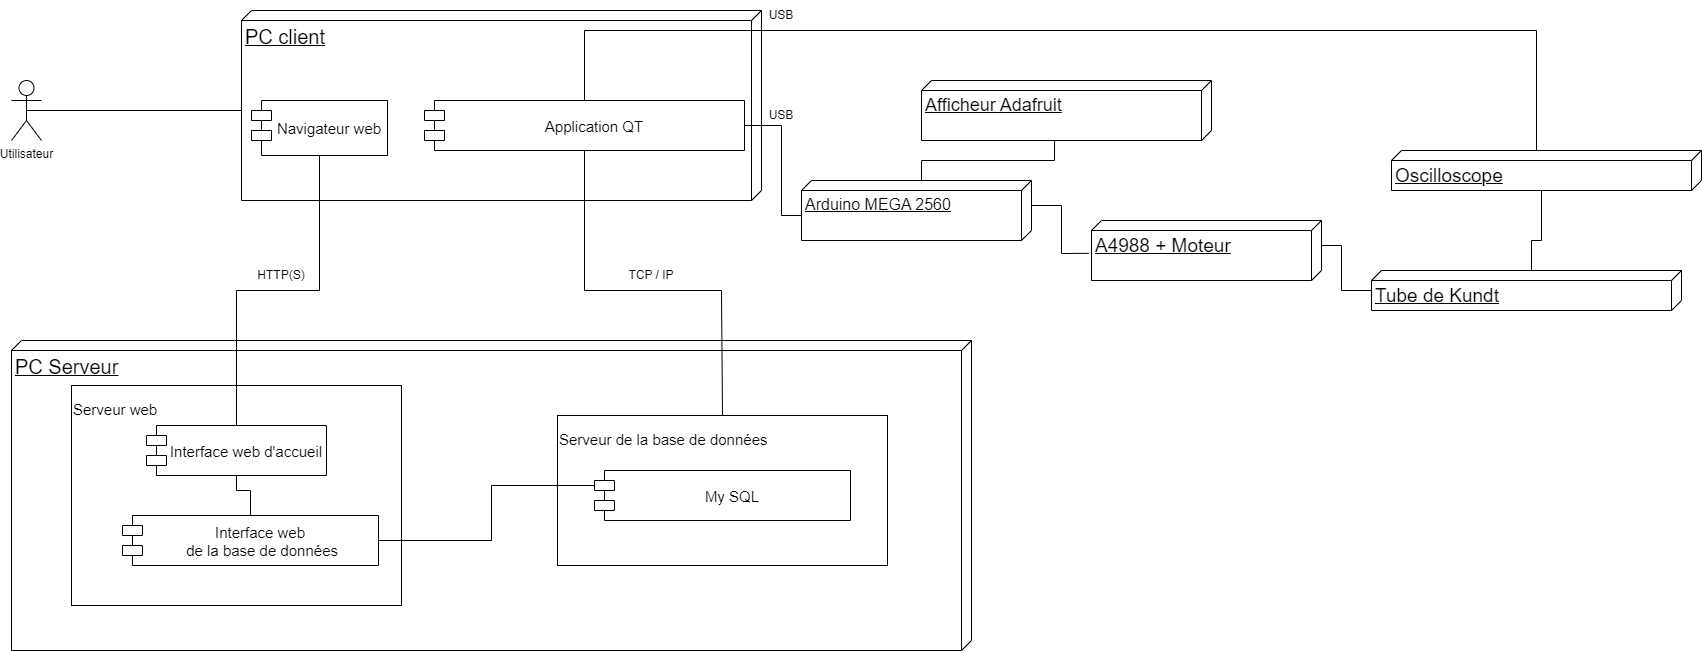 USB
PC client
Navigateur web
Application QT
USB
Utilisateur
Afficheur Adafruit
Arduino MEGA 2560
Oscilloscope
A4988 + Moteur
Tube de Kundt
HTTP(S)
TCP / IP
PC Serveur
Serveur web
Interface web d'accueil
Interface web
de la base de données
Serveur de la base de données
My SQL